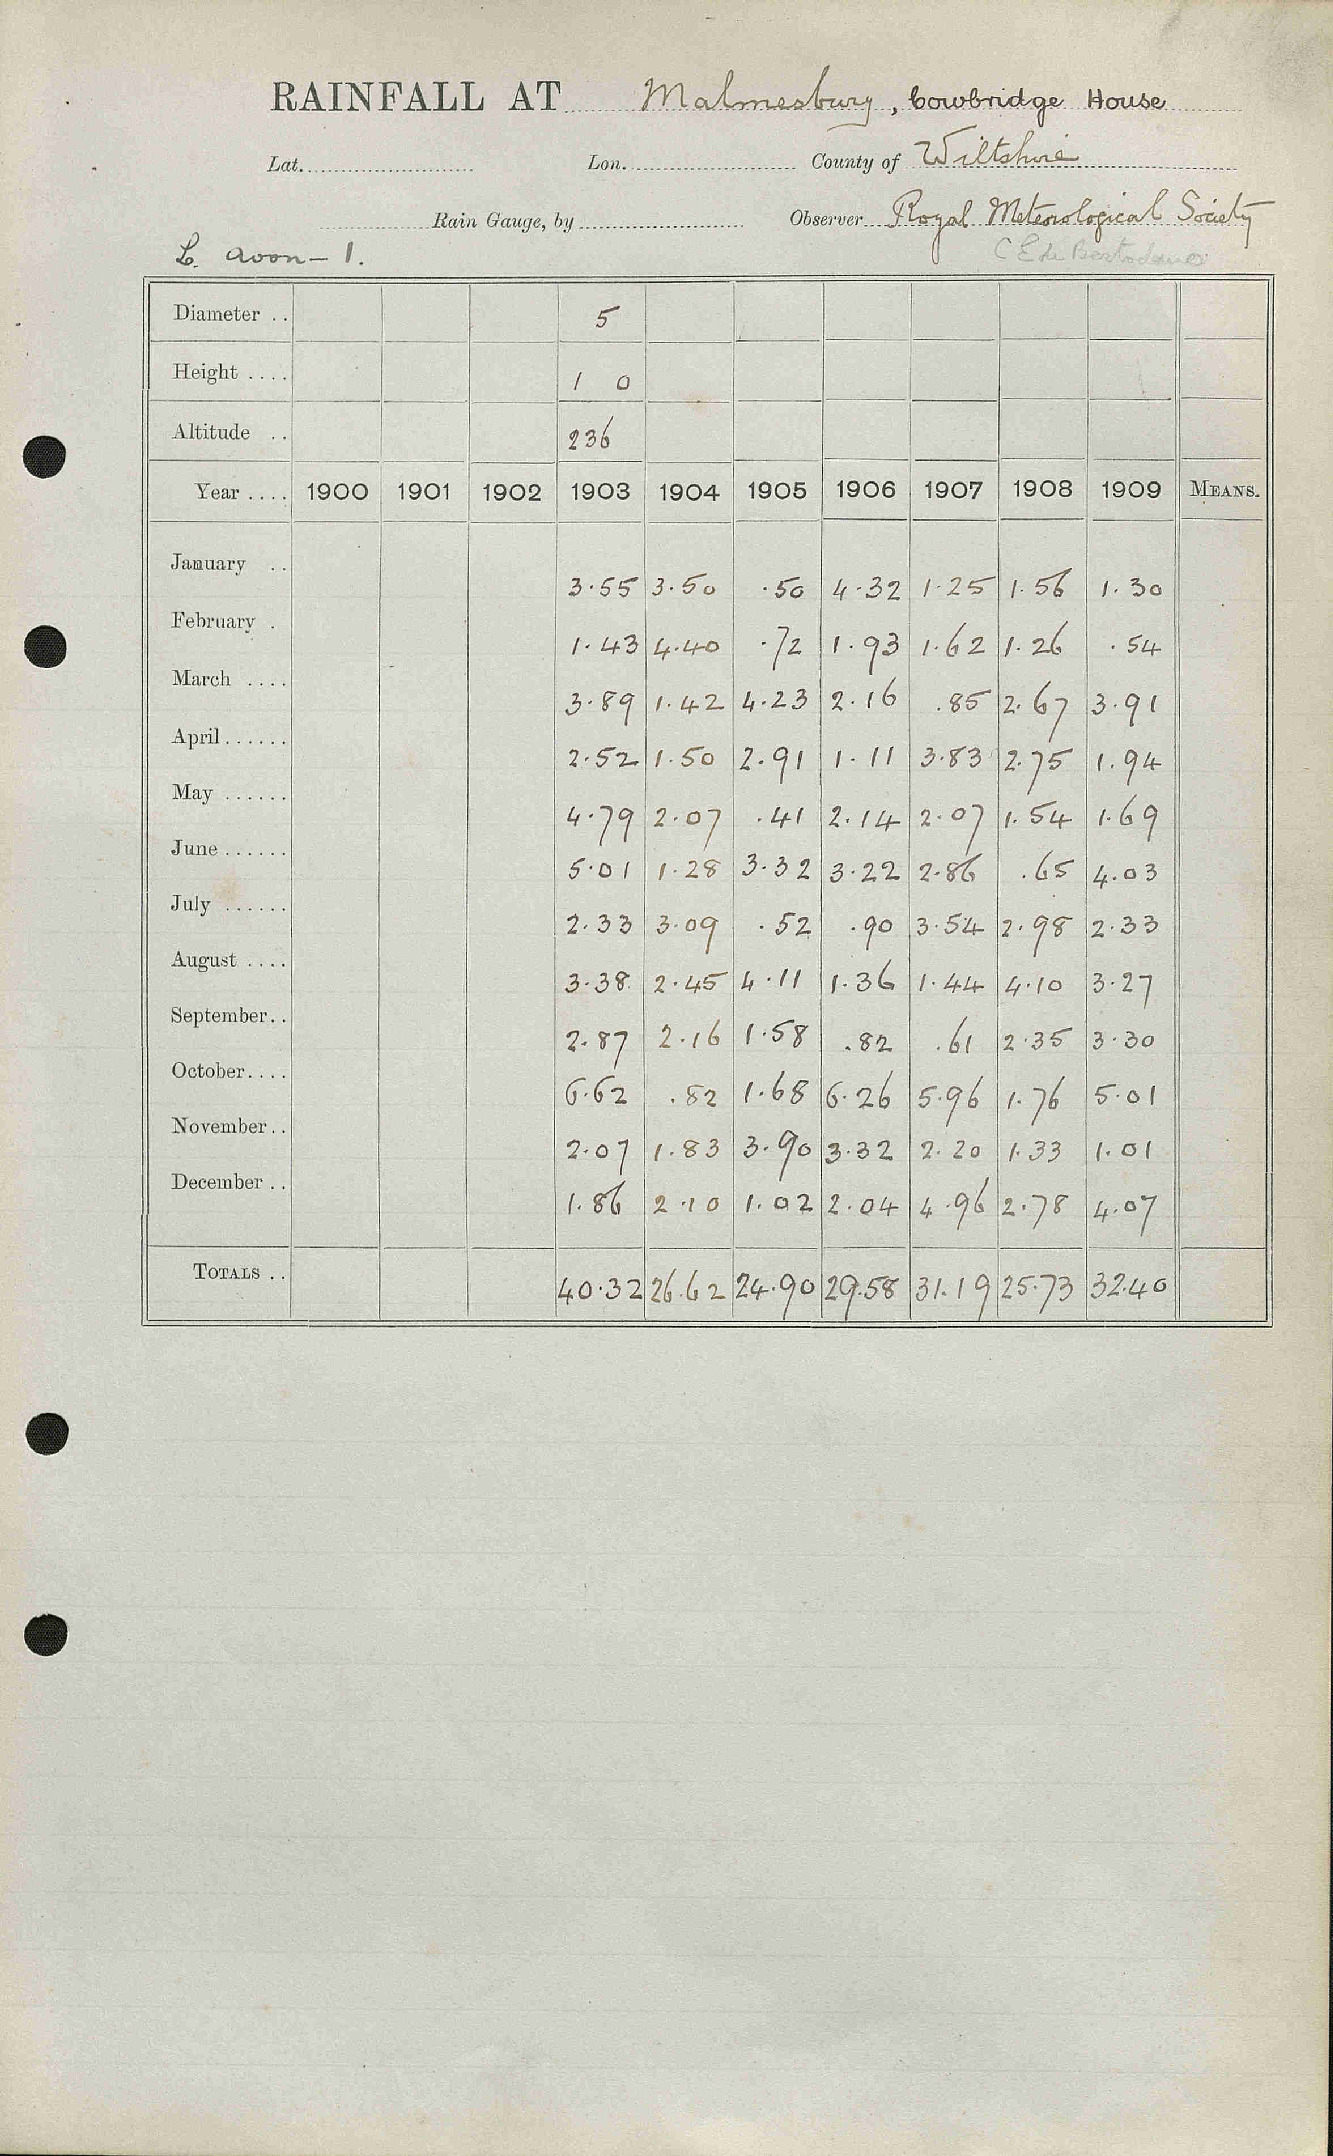 RAINFALL AT Malmesbury, Cowbridge House
Lat. Lon. County of Wiltshire
Rain Gauge, by Observer Royal Meteorological Society
L. Avon - 1.
Diameter .. 5
Height .... 1 0
Altitude .. 236
Year .... 1900 1901 1902 1903 1904 1905 1906 1907 1908 1909 MEANS.
January .. 3.55 3.50 .50 4.32 1.25 1.56 1.30
February . 1.43 4.40 .72 1.93 1.62 1.26 .54
March .... 3.89 1.42 4.23 2.16 .85 2.67 3.91
April...... 2.52 1.50 2.91 1.11 3.83 2.75 1.94
May ...... 4.79 2.07 .41 2.14 2.07 1.54 1.69
June...... 5.01 1.28 3.32 3.22 2.86 .65 4.03
July ...... 2.33 3.09 .52 .90 3.54 2.98 2.33
August .... 3.38 2.45 4.11 1.36 1.44 4.10 3.27
September.. 2.87 2.16 1.58 .82 .61 2.35 3.30
October.... 6.62 .82 1.68 6.26 5.96 1.76 5.01
November.. 2.07 1.83 3.90 3.32 2.20 1.33 1.01
December .. 1.86 2.10 1.02 2.04 4.96 2.78 4.07
TOTALS .. 40.32 26.62 24.90 29.58 31.19 25.73 32.40